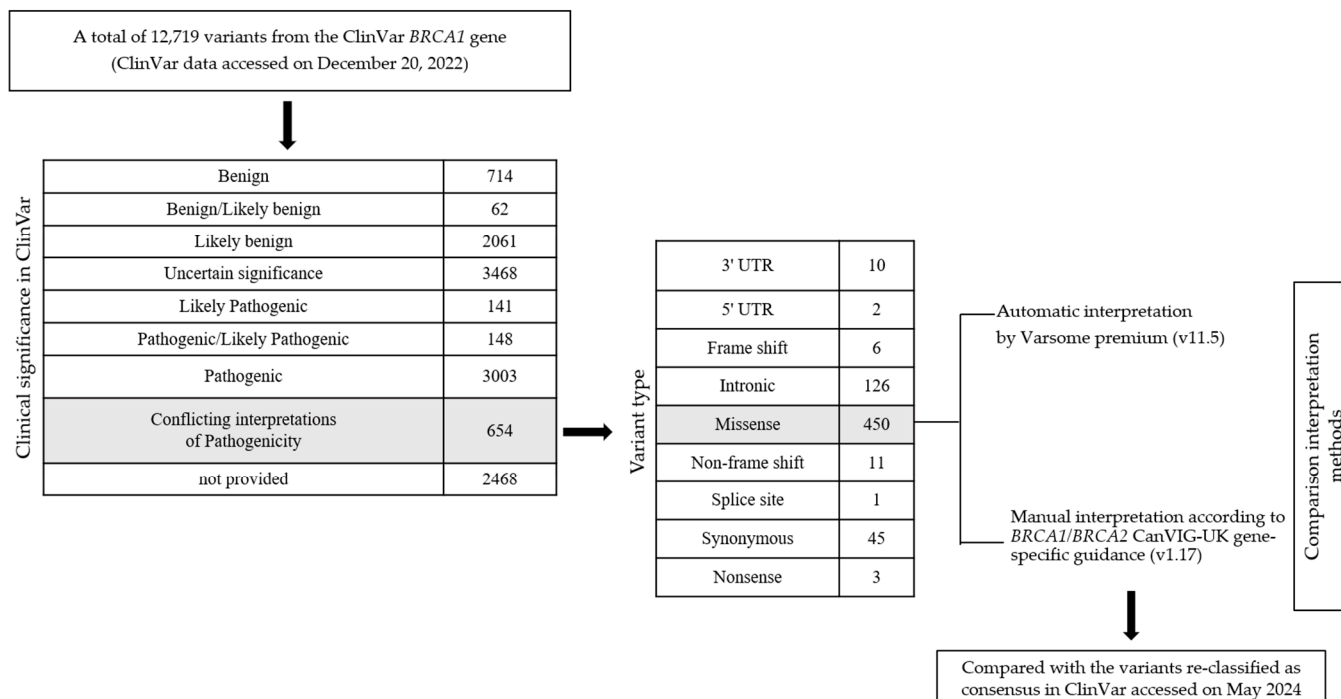 A total of 12,719 variants from the ClinVar BRCA1 gene
(ClinVar data accessed on December 20, 2022)
Clinical significance in ClinVar
Benign 714
Benign/Likely benign 62
Likely benign 2061
Uncertain significance 3468
Likely Pathogenic 141
Pathogenic/Likely Pathogenic 148
Pathogenic 3003
Conflicting interpretations
of Pathogenicity 654
not provided 2468
Variant type
3' UTR 10
5' UTR 2
Frame shift 6
Intronic 126
Missense 450
Non-frame shift 11
Splice site 1
Synonymous 45
Nonsense 3
Automatic interpretation
by Varsome premium (v11.5)
Manual interpretation according to
BRCA1/BRCA2 CanVIG-UK gene-
specific guidance (v1.17)
Comparison interpretation
methods
Compared with the variants re-classified as
consensus in ClinVar accessed on May 2024